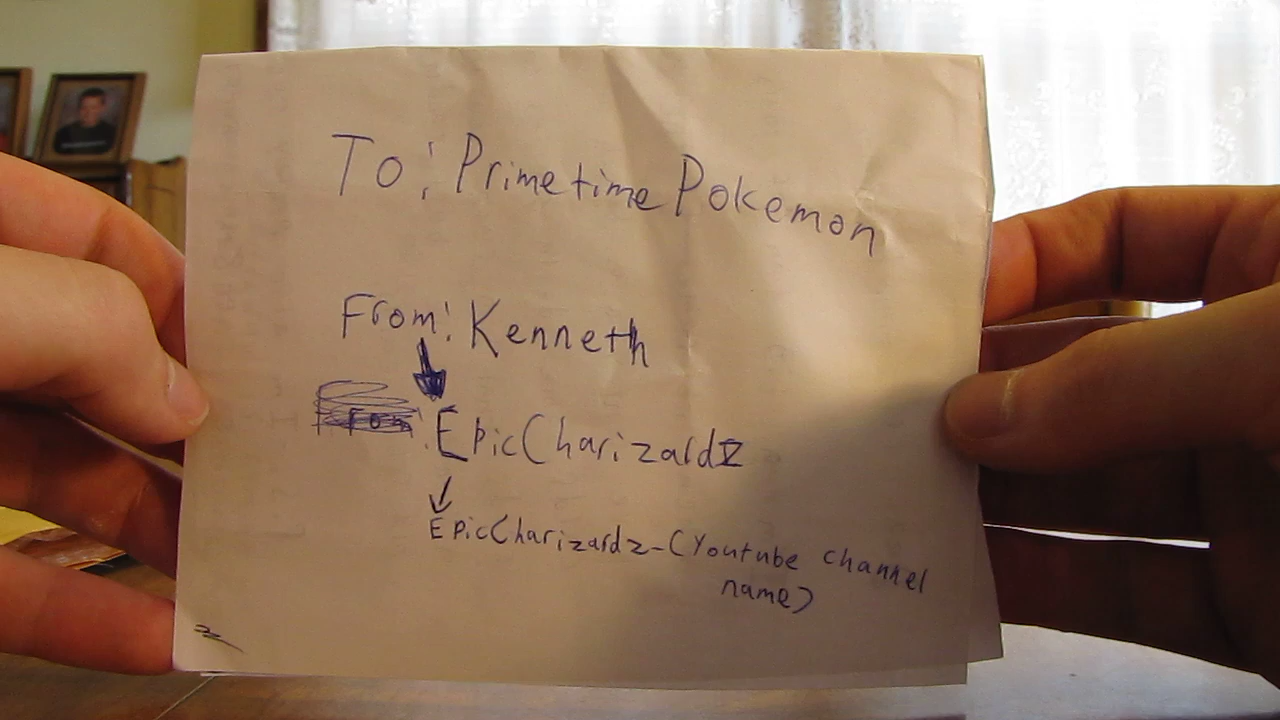 To: Primetime Pokemon
From: Kenneth
EpicCharizardZ
EpicCharizardz-(Youtube channel
name)